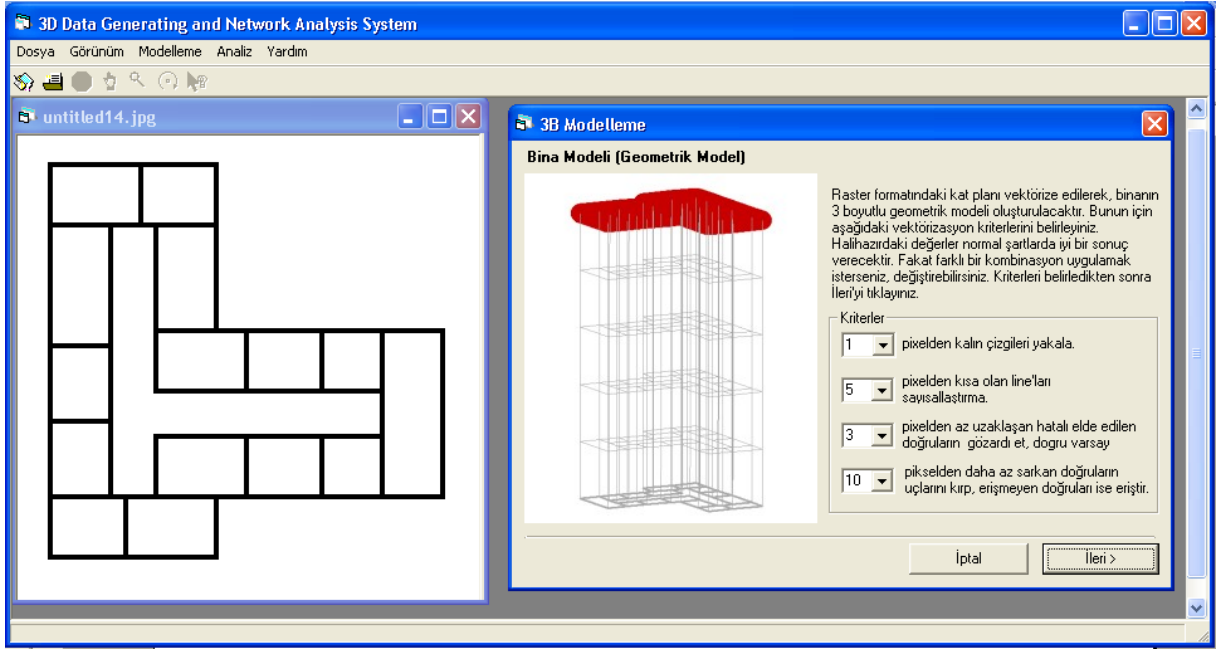 3D Data Generating and Network Analysis System
Dosya Görünüm Modelleme Analiz Yardım
untitled14.jpg
3B Modelleme
Bina Modeli (Geometrik Model)
Raster formatındaki kat planı vektörize edilerek, binanın
3 boyutlu geometrik modeli oluşturulacaktır. Bunun için
aşağıdaki vektörizasyon kriterlerini belirleyiniz.
Halihazırdaki değerler normal şartlarda iyi bir sonuç
verecektir. Fakat farklı bir kombinasyon uygulamak
isterseniz, değiştirebilirsiniz. Kriterleri belirledikten sonra
İleri'yi tıklayınız.
Kriterler
1 pixelden kalın çizgileri yakala.
5 pixelden kısa olan line'ları
sayısallaştırma.
3 pixelden az uzaklaşan hatalı elde edilen
doğruların gözardı et, dogru varsay
10 pikselden daha az sarkan doğruların
uçlarını kırp, erişmeyen doğruları ise eriştir.
İptal
İleri >